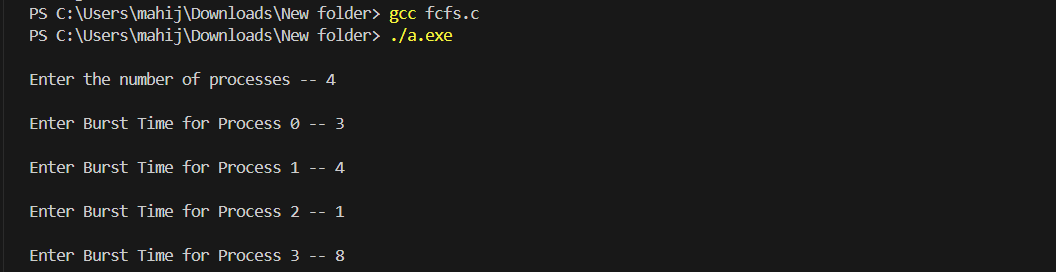 PS C:\Users\mahij\Downloads\New folder> gcc fcfs.c
PS C:\Users\mahij\Downloads\New folder> ./a.exe
Enter the number of processes -- 4
Enter Burst Time for Process 0 -- 3
Enter Burst Time for Process 1 -- 4
Enter Burst Time for Process 2 -- 1
Enter Burst Time for Process 3 -- 8